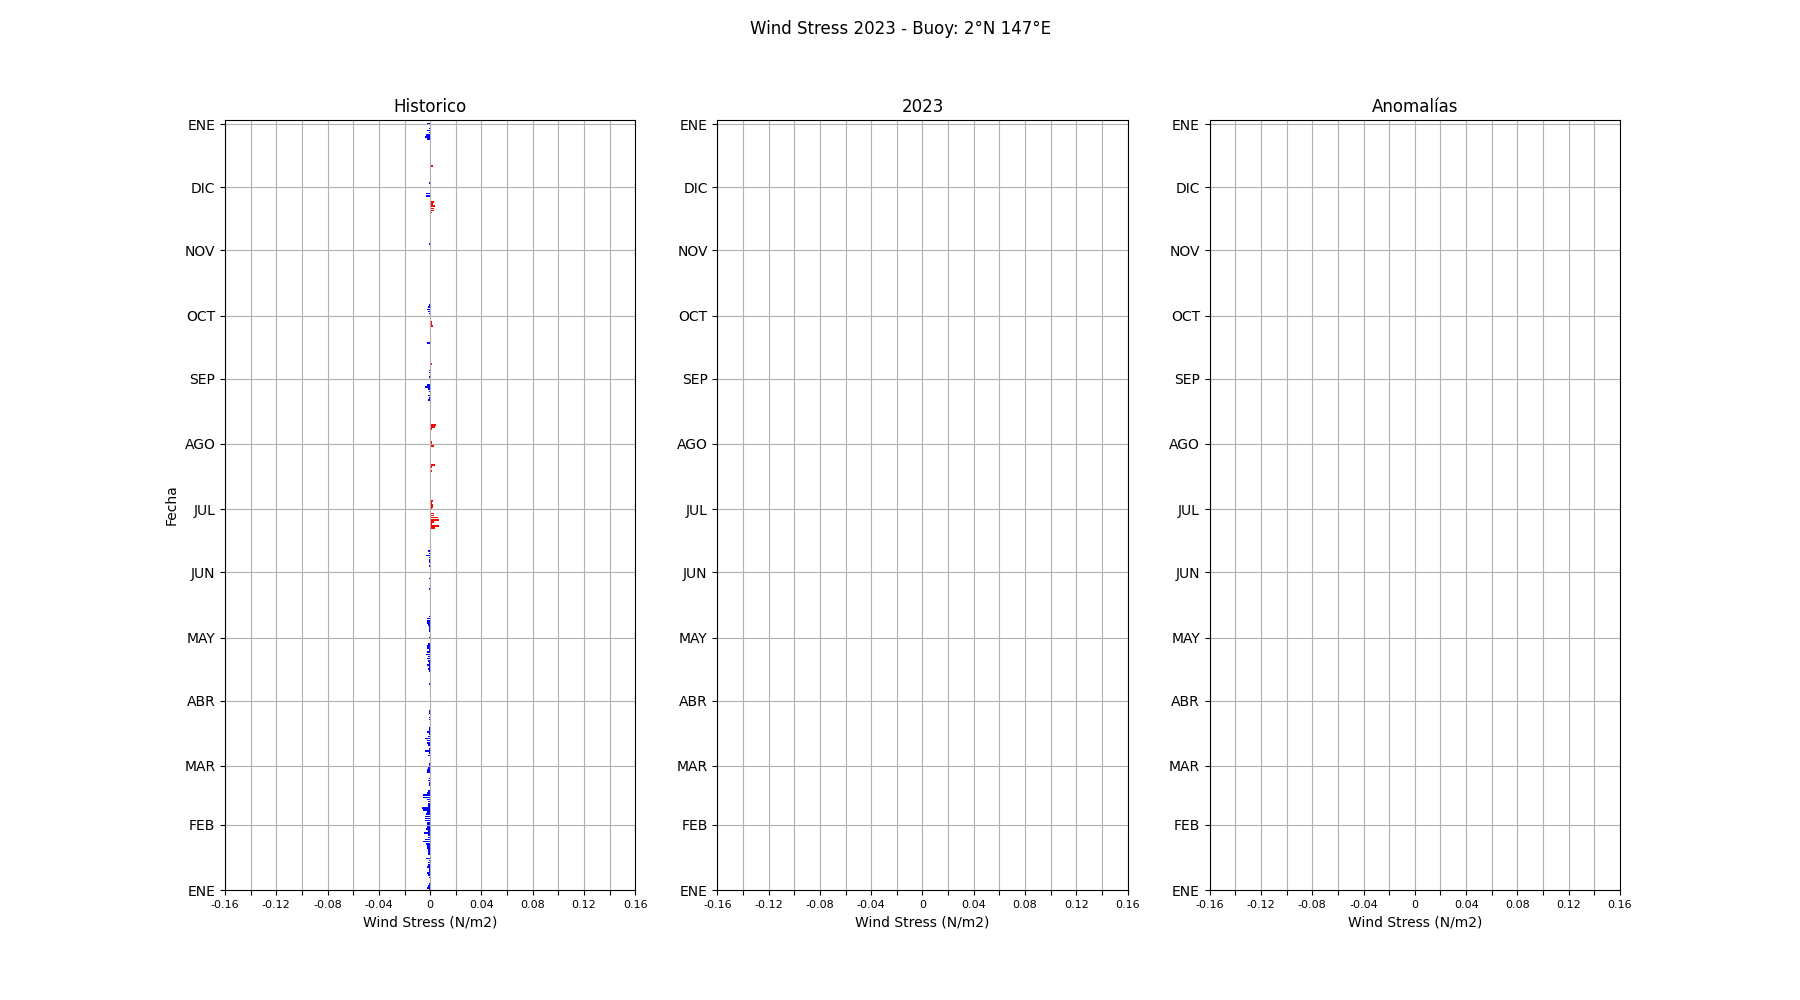 Wind Stress 2023 - Buoy: 2°N 147°E
Historico
ENE
DIC
NOV
OCT
SEP
AGO
JUL
JUN
MAY
ABR
MAR
FEB
ENE
Fecha
-0.16 -0.12 -0.08 -0.04 0 0.04 0.08 0.12 0.16
Wind Stress (N/m2)
2023
ENE
DIC
NOV
OCT
SEP
AGO
JUL
JUN
MAY
ABR
MAR
FEB
ENE
-0.16 -0.12 -0.08 -0.04 0 0.04 0.08 0.12 0.16
Wind Stress (N/m2)
Anomalías
ENE
DIC
NOV
OCT
SEP
AGO
JUL
JUN
MAY
ABR
MAR
FEB
ENE
-0.16 -0.12 -0.08 -0.04 0 0.04 0.08 0.12 0.16
Wind Stress (N/m2)